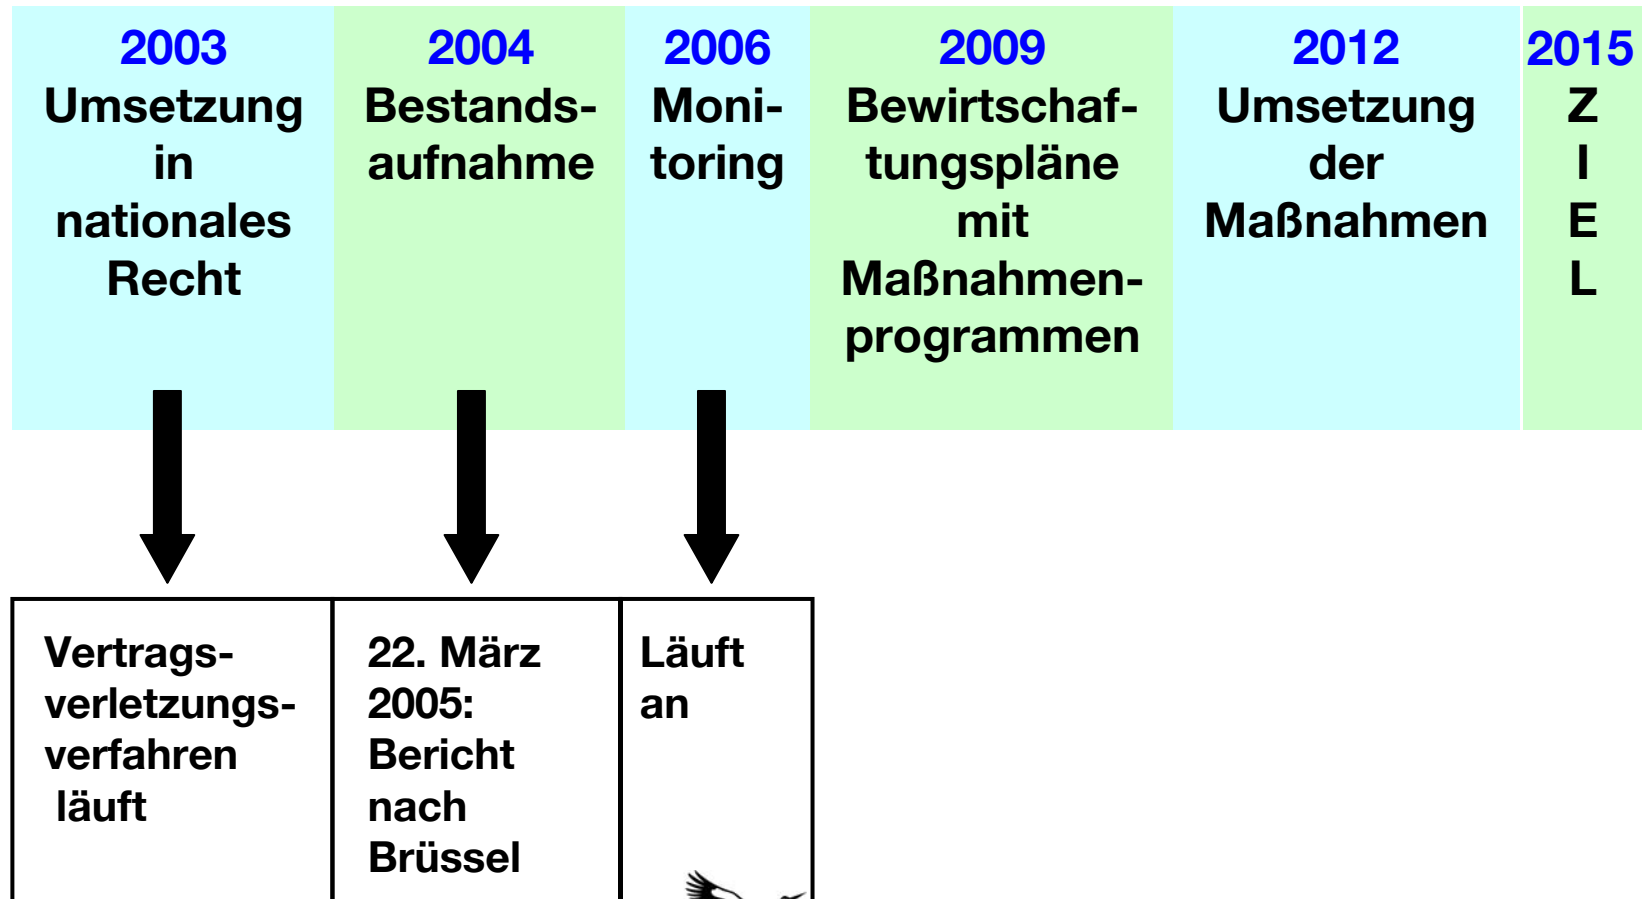 2003
Umsetzung
in
nationales
Recht
2004
Bestands-
aufnahme
2006
Moni-
toring
2009
Bewirtschaf-
tungspläne
mit
Maßnahmen-
programmen
2012
Umsetzung
der
Maßnahmen
2015
Z
I
E
L
Vertrags-
verletzungs-
verfahren
läuft
22. März
2005:
Bericht
nach
Brüssel
Läuft
an